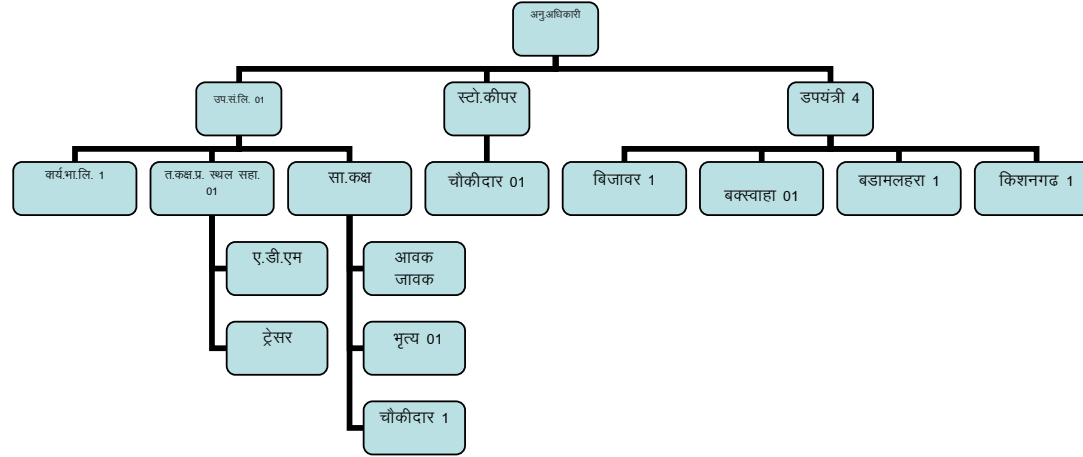 अनु.अधिकारी
उप.सं.लि. 01
स्टो.कीपर
डपयंत्री 4
कार्य.भा.लि. 1
त.कक्ष.प्र. स्थल सहा.
01
सा.कक्ष
चौकीदार 01
बिजावर 1
बक्स्वाहा 01
बडामलहरा 1
किशनगढ 1
ए.डी.एम
आवक
जावक
ट्रेसर
भृत्य 01
चौकीदार 1